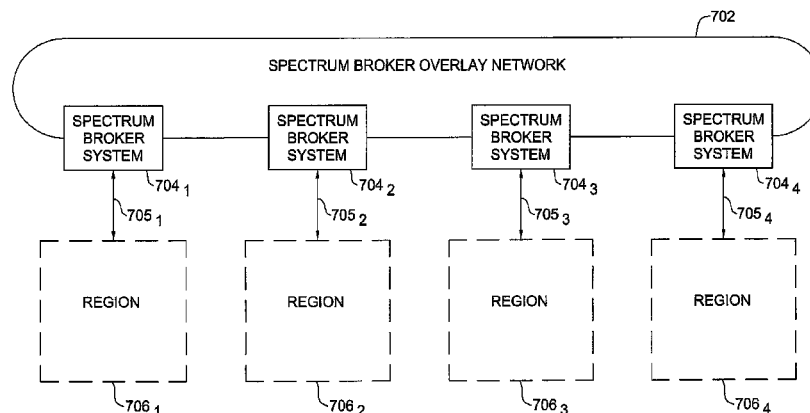 702
SPECTRUM BROKER OVERLAY NETWORK
SPECTRUM
BROKER
SYSTEM
SPECTRUM
BROKER
SYSTEM
SPECTRUM
BROKER
SYSTEM
SPECTRUM
BROKER
SYSTEM
704 1
704 2
704 3
704 4
705 1
705 2
705 3
705 4
REGION
REGION
REGION
REGION
706 1
706 2
706 3
706 4